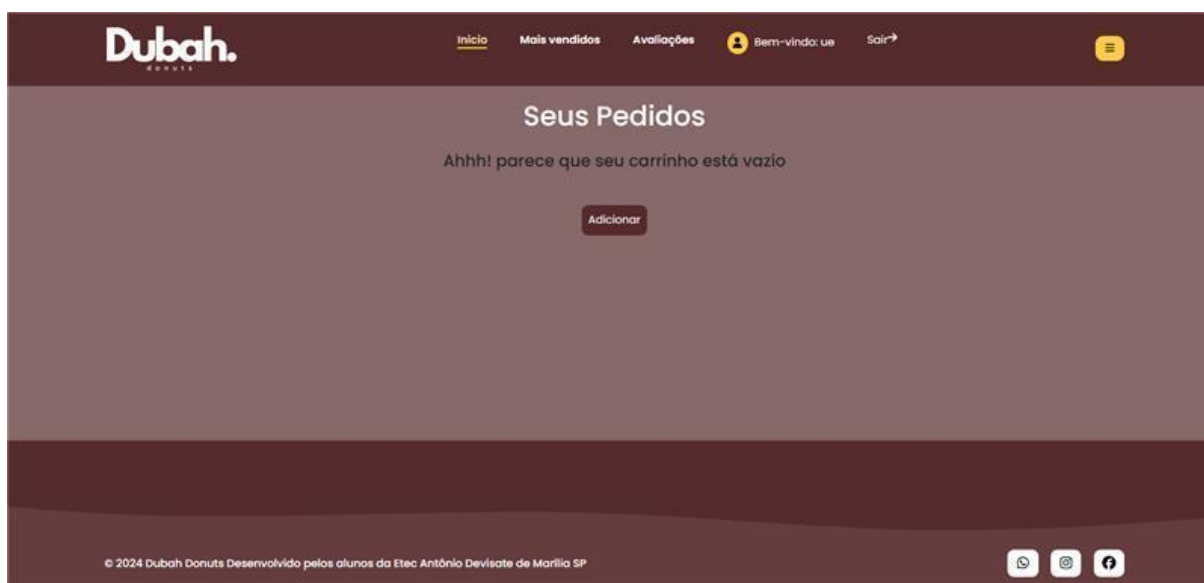 Dubah.
donuts
Inicio Mais vendidos Avaliações Bem-vindo: ue Sair
Seus Pedidos
Ahhh! parece que seu carrinho está vazio
Adicionar
© 2024 Dubah Donuts Desenvolvido pelos alunos da Etec Antônio Devisate de Marília SP